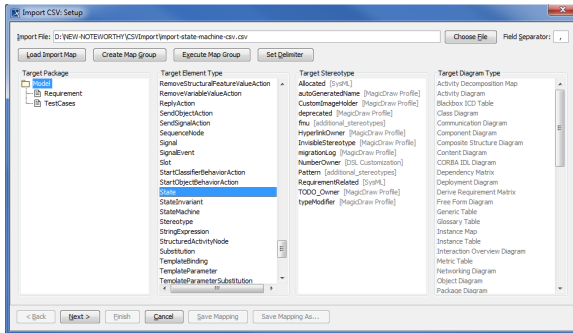 Import CSV: Setup
Import File: D:\NEW-NOTEWORTHY\CSVImport\import-state-machine-csv.csv Choose File Field Separator: ,
Load Import Map Create Map Group Execute Map Group Set Delimiter
Target Package
Model
Requirement
TestCases
Target Element Type
RemoveStructuralFeatureValueAction
RemoveVariableValueAction
ReplyAction
SendObjectAction
SendSignalAction
SequenceNode
Signal
SignalEvent
Slot
StartClassifierBehaviorAction
StartObjectBehaviorAction
State
StateInvariant
StateMachine
Stereotype
StringExpression
StructuredActivityNode
Substitution
TemplateBinding
TemplateParameter
TemplateParameterSubstitution
Target Stereotype
Allocated [SysML]
autoGeneratedName [MagicDraw Profile]
CustomImageHolder [MagicDraw Profile]
deprecated [MagicDraw Profile]
fmu [additional_stereotypes]
HyperlinkOwner [MagicDraw Profile]
InvisibleStereotype [MagicDraw Profile]
migrationLog [MagicDraw Profile]
NumberOwner [DSL Customization]
Pattern [additional_stereotypes]
RequirementRelated [SysML]
TODO_Owner [MagicDraw Profile]
typeModifier [MagicDraw Profile]
Target Diagram Type
Activity Decomposition Map
Activity Diagram
Blackbox ICD Table
Class Diagram
Communication Diagram
Component Diagram
Composite Structure Diagram
Content Diagram
CORBA IDL Diagram
Dependency Matrix
Deployment Diagram
Derive Requirement Matrix
Free Form Diagram
Generic Table
Glossary Table
Instance Map
Instance Table
Interaction Overview Diagram
Metric Table
Networking Diagram
Object Diagram
Package Diagram
< Back Next > Finish Cancel Save Mapping Save Mapping As...